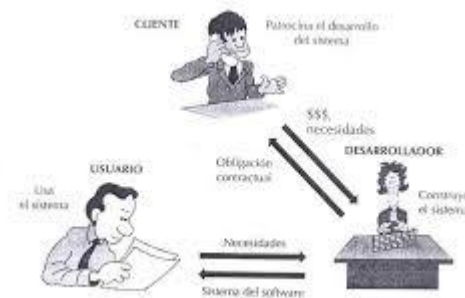 CLIENTE
Patrocina el desarrollo
del sistema
$$$,
necesidades
DESARROLLADOR
Obligación
contractual
USUARIO
Usa
el sistema
Construye
el sistema
Necesidades
Sistema del software